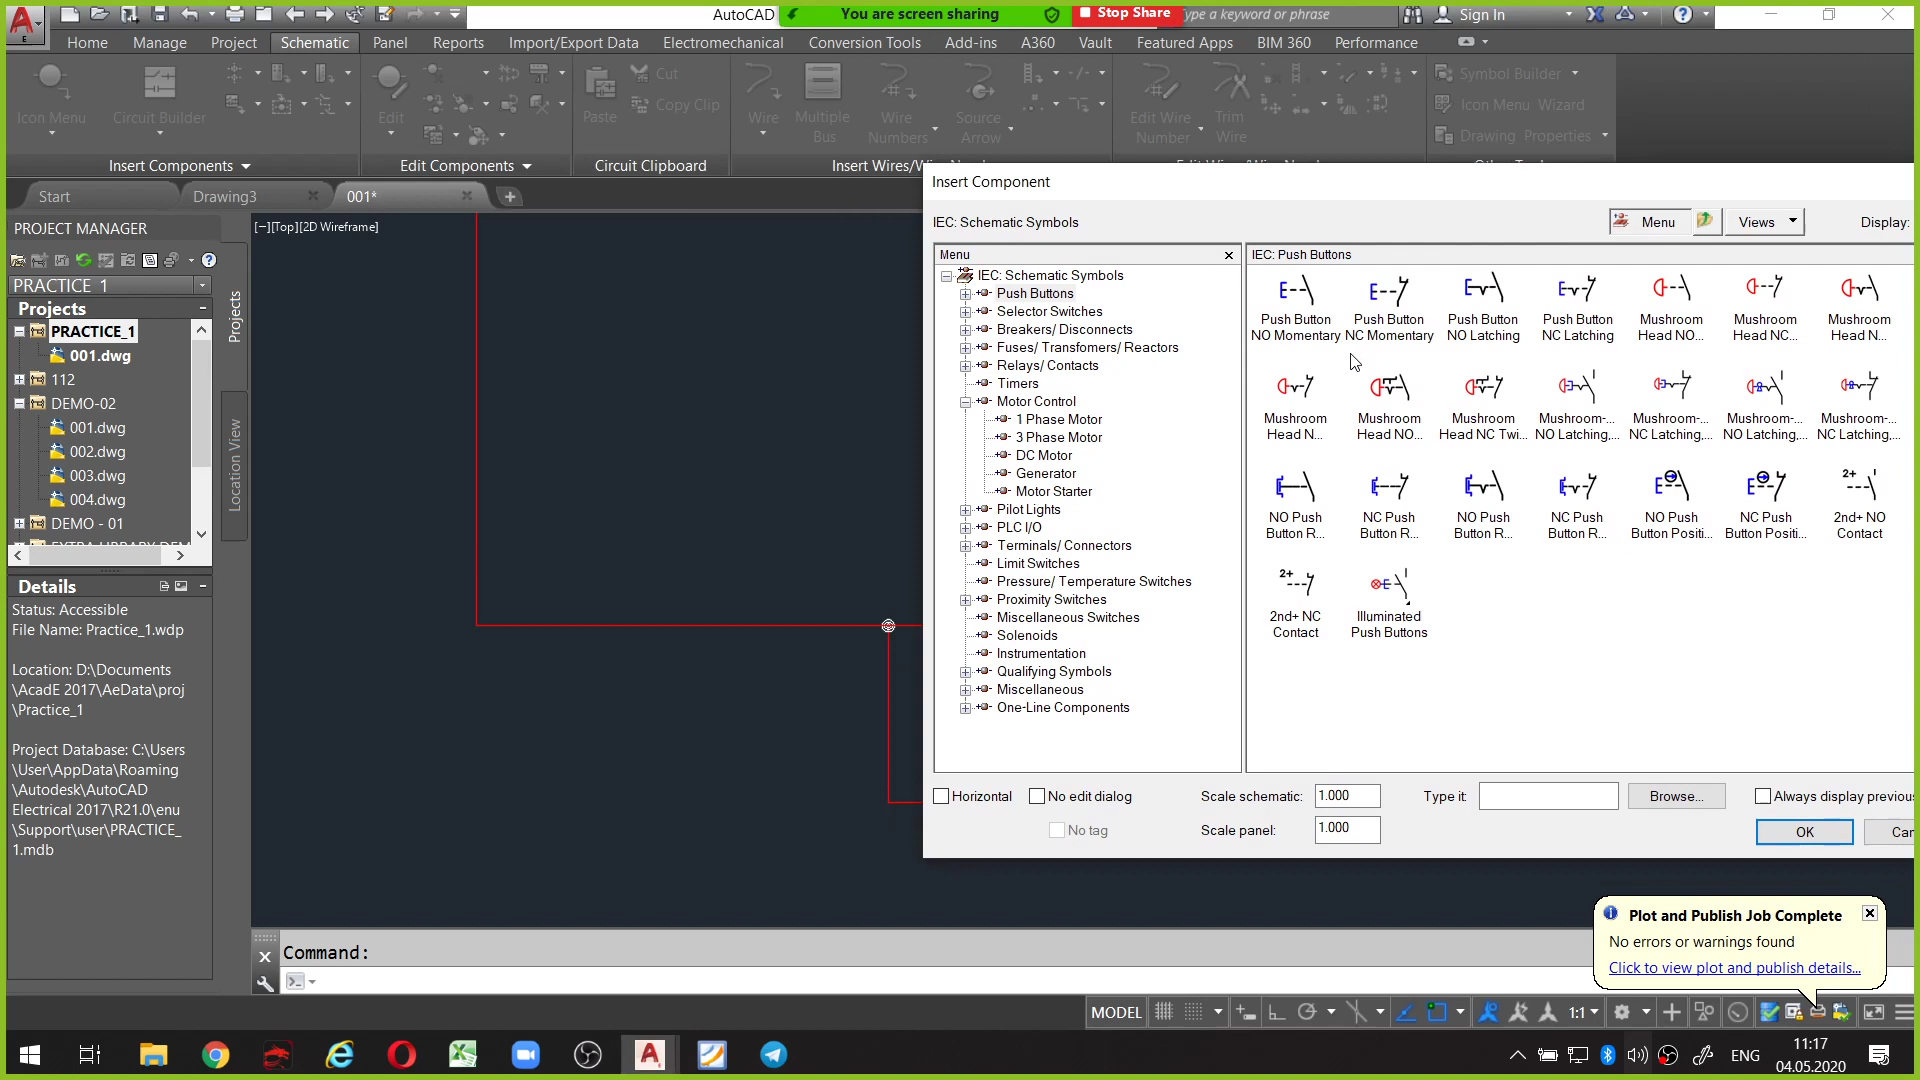 AutoCAD
You are screen sharing
Stop Share
Type a keyword or phrase
Sign In
Home
Manage
Project
Schematic
Panel
Reports
Import/Export Data
Electromechanical
Conversion Tools
Add-ins
A360
Vault
Featured Apps
BIM 360
Performance
Icon Menu
Circuit Builder
Edit
Paste
Cut
Copy Clip
Wire
Multiple
Bus
Wire
Numbers
Source
Arrow
Edit Wire
Number
Trim
Wire
Symbol Builder
Icon Menu Wizard
Drawing Properties
Insert Components
Edit Components
Circuit Clipboard
Start
Drawing3
001*
PROJECT MANAGER
PRACTICE_1
Projects
PRACTICE_1
001.dwg
112
DEMO-02
001.dwg
002.dwg
003.dwg
004.dwg
DEMO - 01
Projects
Location View
Details
Status: Accessible
File Name: Practice_1.wdp
Location: D:\Documents
\AcadE 2017\AeData\proj
\Practice_1
Project Database: C:\Users
\User\AppData\Roaming
\Autodesk\AutoCAD
Electrical 2017\R21.0\enu
\Support\user\PRACTICE_
1.mdb
[−][Top][2D Wireframe]
Insert Component
IEC: Schematic Symbols
Menu
Views
Display:
Menu
IEC: Schematic Symbols
Push Buttons
Selector Switches
Breakers/ Disconnects
Fuses/ Transfomers/ Reactors
Relays/ Contacts
Timers
Motor Control
1 Phase Motor
3 Phase Motor
DC Motor
Generator
Motor Starter
Pilot Lights
PLC I/O
Terminals/ Connectors
Limit Switches
Pressure/ Temperature Switches
Proximity Switches
Miscellaneous Switches
Solenoids
Instrumentation
Qualifying Symbols
Miscellaneous
One-Line Components
IEC: Push Buttons
Push Button
NO Momentary
Push Button
NC Momentary
Push Button
NO Latching
Push Button
NC Latching
Mushroom
Head NO...
Mushroom
Head NC...
Mushroom
Head N...
Mushroom
Head N...
Mushroom
Head NO...
Mushroom
Head NC Twi...
Mushroom-...
NO Latching,...
Mushroom-...
NC Latching,...
Mushroom-...
NO Latching,...
Mushroom-...
NC Latching,...
NO Push
Button R...
NC Push
Button R...
NO Push
Button R...
NC Push
Button R...
NO Push
Button Positi...
NC Push
Button Positi...
2+
2nd+ NO
Contact
2+
2nd+ NC
Contact
Illuminated
Push Buttons
Horizontal
No edit dialog
No tag
Scale schematic:
1.000
Scale panel:
1.000
Type it:
Browse...
Always display previous
OK
Can
Plot and Publish Job Complete
No errors or warnings found
Click to view plot and publish details...
Command:
MODEL
1:1
ENG
11:17
04.05.2020